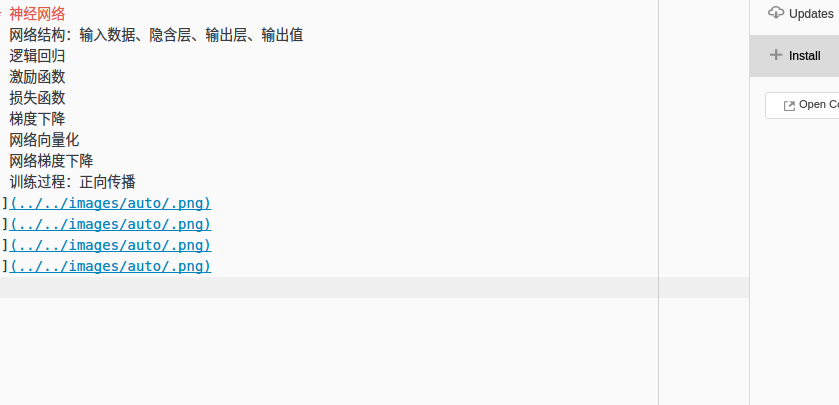 神经网络
网络结构：输入数据、隐含层、输出层、输出值
逻辑回归
激励函数
损失函数
梯度下降
网络向量化
网络梯度下降
训练过程：正向传播
](../../images/auto/.png)
](../../images/auto/.png)
](../../images/auto/.png)
](../../images/auto/.png)
Updates
Install
Open